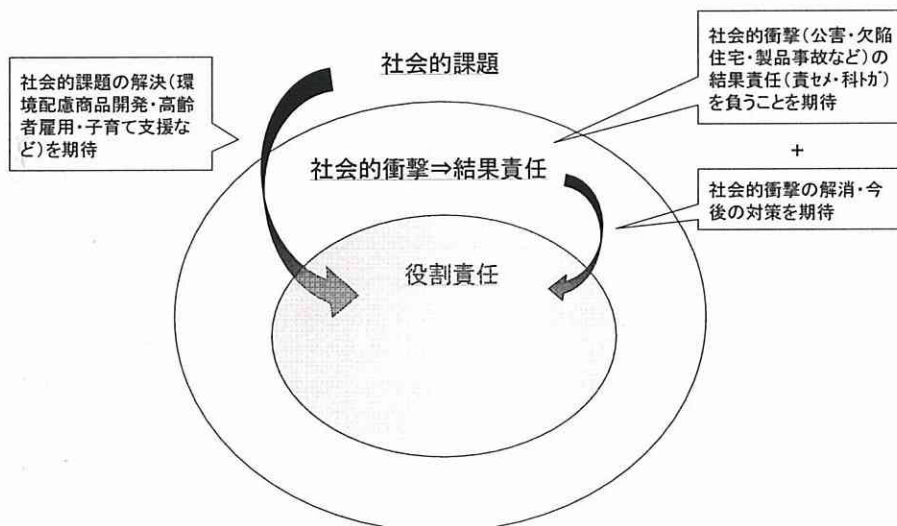 社会的課題
社会的課題の解決(環
境配慮商品開発・高齢
者雇用・子育て支援な
ど)を期待
社会的衝撃(公害・欠陥
住宅・製品事故など)の
結果責任(責セメ・科トガ)
を負うことを期待
+
社会的衝撃の解消・今
後の対策を期待
社会的衝撃⇒結果責任
役割責任